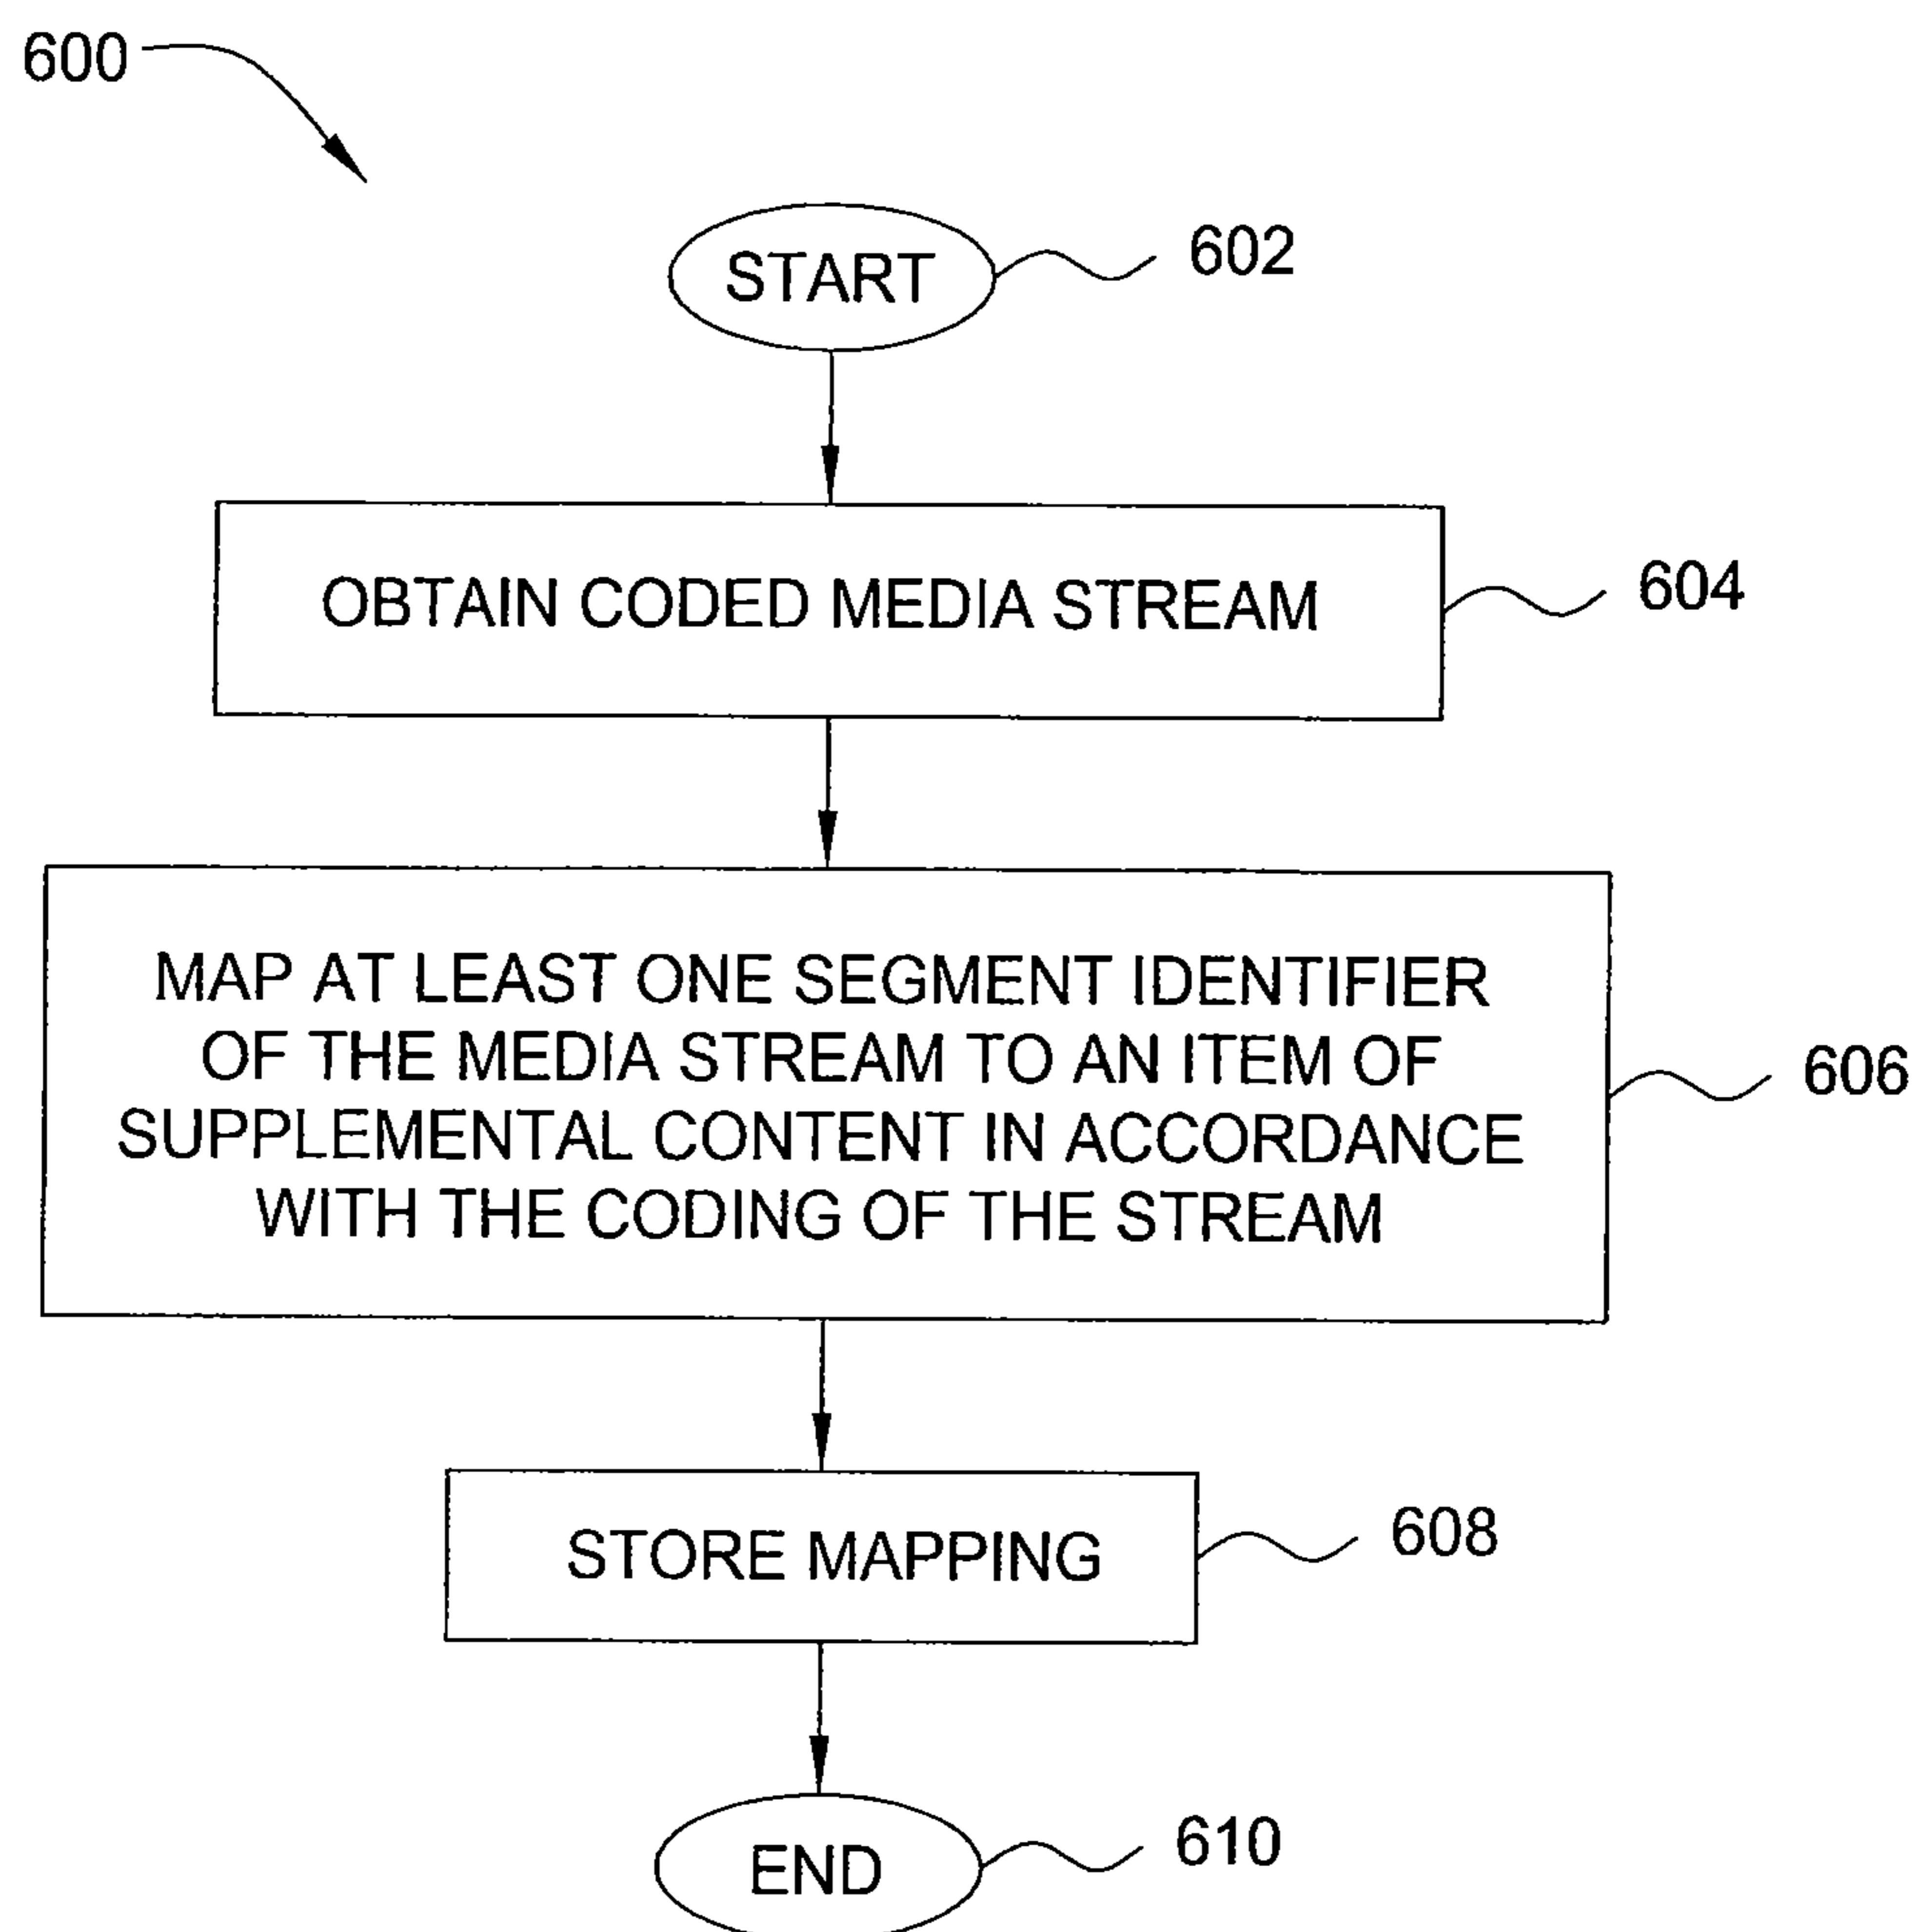 600
START
602
OBTAIN CODED MEDIA STREAM
604
MAP AT LEAST ONE SEGMENT IDENTIFIER
OF THE MEDIA STREAM TO AN ITEM OF
SUPPLEMENTAL CONTENT IN ACCORDANCE
WITH THE CODING OF THE STREAM
606
STORE MAPPING
608
END
610